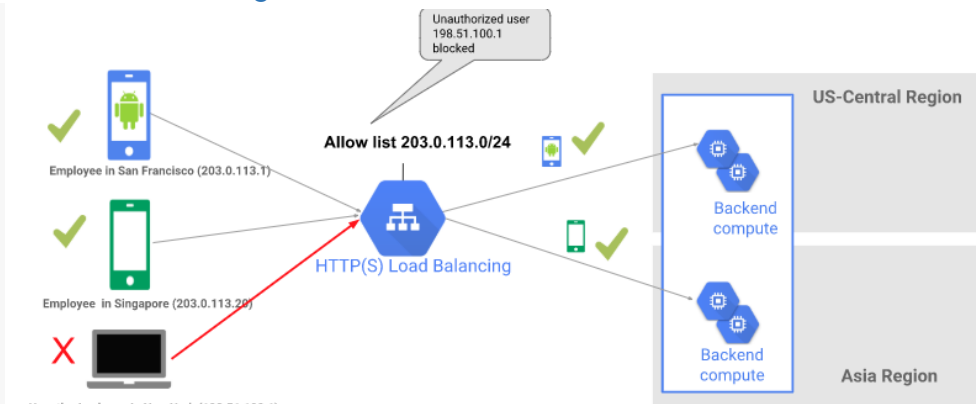 Unauthorized user
198.51.100.1
blocked
US-Central Region
Allow list 203.0.113.0/24
Employee in San Francisco (203.0.113.1)
Backend
compute
HTTP(S) Load Balancing
Employee in Singapore (203.0.113.20)
X
Backend
compute
Asia Region